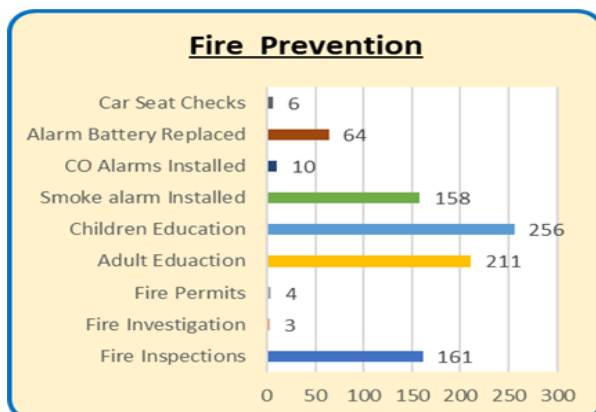 Fire Prevention
Car Seat Checks 6
Alarm Battery Replaced 64
CO Alarms Installed 10
Smoke alarm Installed 158
Children Education 256
Adult Eduaction 211
Fire Permits 4
Fire Investigation 3
Fire Inspections 161
0 50 100 150 200 250 300